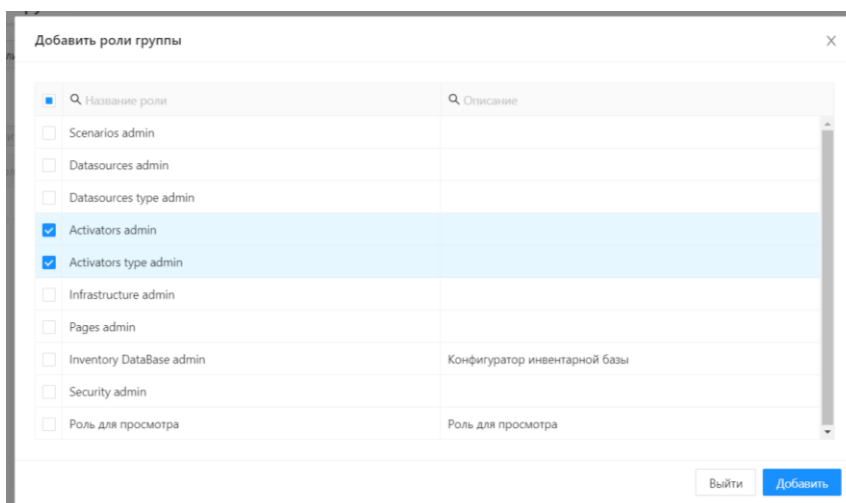 Добавить роли группы
Название роли Описание
Scenarios admin
Datasources admin
Datasources type admin
Activators admin
Activators type admin
Infrastructure admin
Pages admin
Inventory DataBase admin Конфигуратор инвентарной базы
Security admin
Роль для просмотра Роль для просмотра
Выйти Добавить